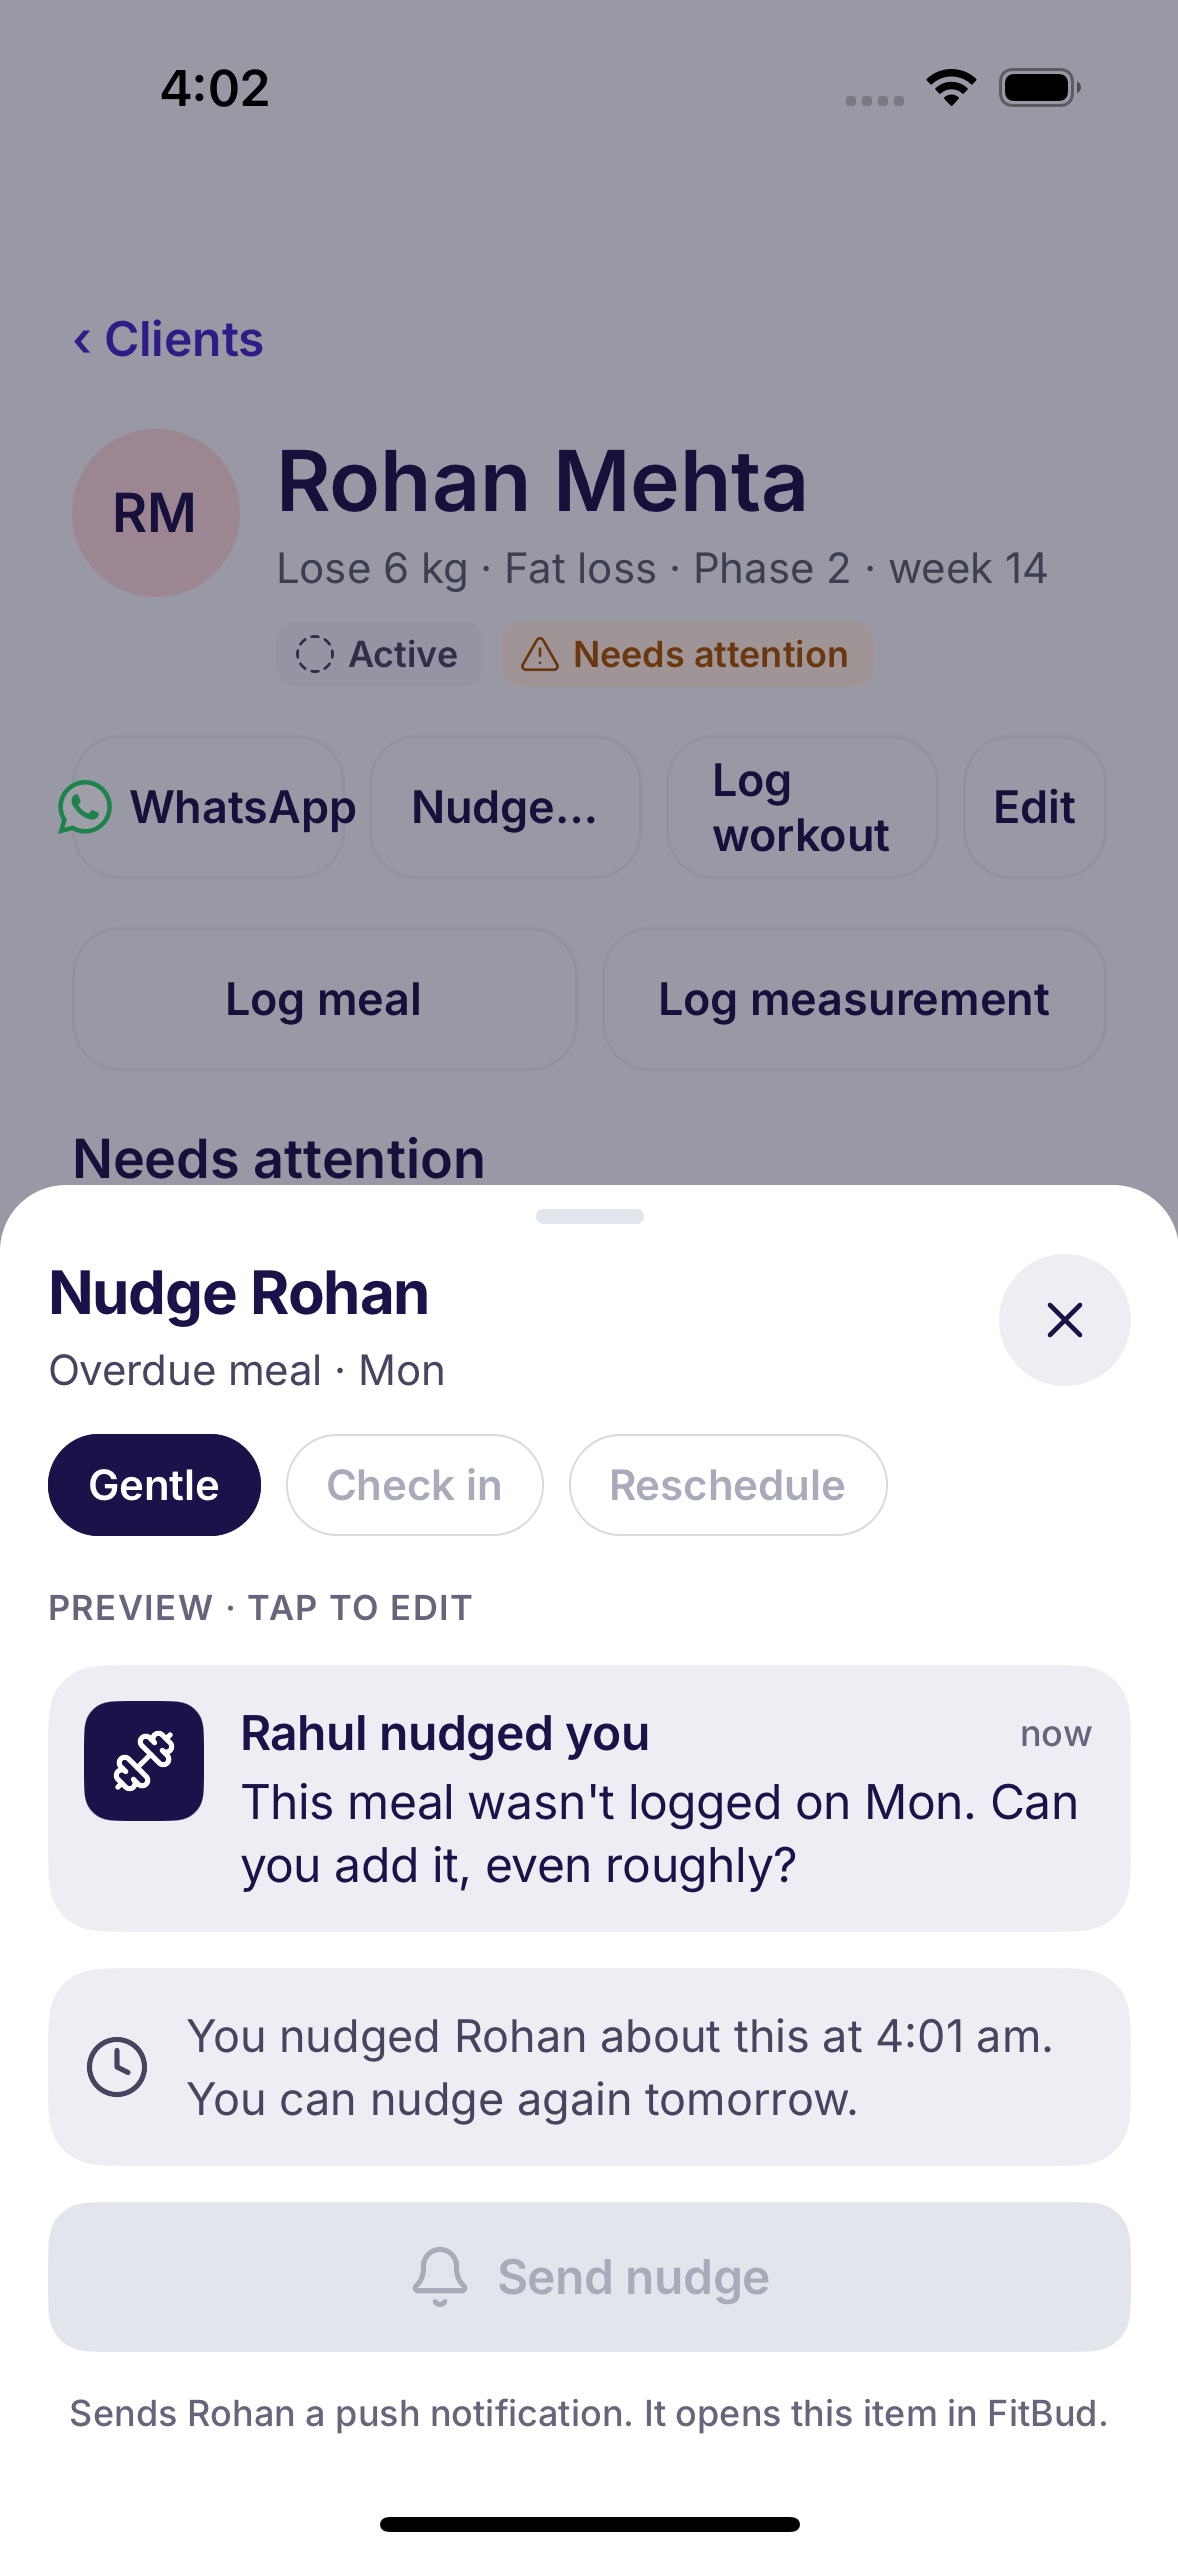 4:02
‹ Clients
RM
Rohan Mehta
Lose 6 kg · Fat loss · Phase 2 · week 14
Active
Needs attention
WhatsApp
Nudge...
Log
workout
Edit
Log meal
Log measurement
Needs attention
Nudge Rohan
Overdue meal · Mon
Gentle
Check in
Reschedule
PREVIEW · TAP TO EDIT
Rahul nudged you
now
This meal wasn't logged on Mon. Can
you add it, even roughly?
You nudged Rohan about this at 4:01 am.
You can nudge again tomorrow.
Send nudge
Sends Rohan a push notification. It opens this item in FitBud.